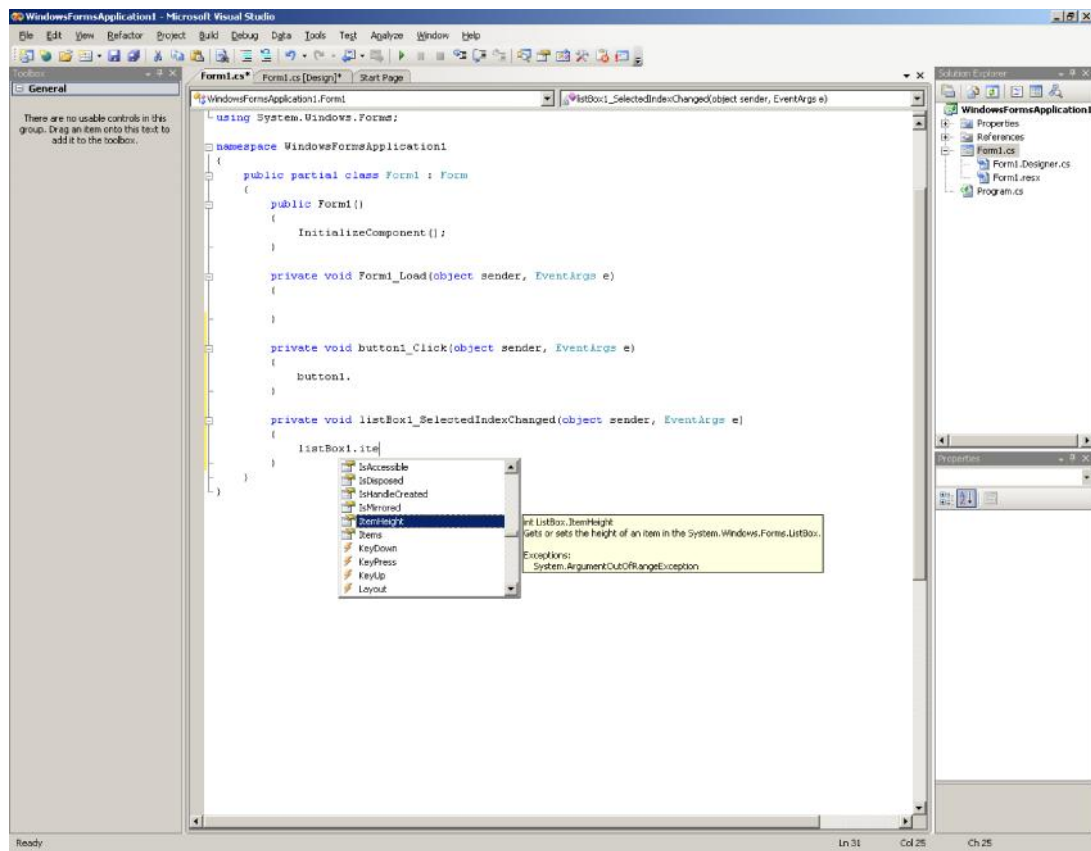 WindowsFormsApplication1 - Microsoft Visual Studio
File Edit View Refactor Project Build Debug Data Tools Test Analyze Window Help
Toolbox
General
There are no usable controls in this
group. Drag an item onto this text to
add it to the toolbox.
Form1.cs* Form1.cs [Design]* Start Page
WindowsFormsApplication1.Form1
listBox1_SelectedIndexChanged(object sender, EventArgs e)
using System.Windows.Forms;
namespace WindowsFormsApplication1
{
public partial class Form1 : Form
{
public Form1()
{
InitializeComponent();
}
private void Form1_Load(object sender, EventArgs e)
{
}
private void button1_Click(object sender, EventArgs e)
{
button1.
}
private void listBox1_SelectedIndexChanged(object sender, EventArgs e)
{
listBox1.ite
}
}
}
IsAccessible
IsDisposed
IsHandleCreated
IsMirrored
ItemHeight
Items
KeyDown
KeyPress
KeyUp
Layout
int ListBox.ItemHeight
Gets or sets the height of an item in the System.Windows.Forms.ListBox.
Exceptions:
System.ArgumentOutOfRangeException
Solution Explorer
WindowsFormsApplication1
Properties
References
Form1.cs
Form1.Designer.cs
Form1.resx
Program.cs
Properties
Ready
Ln 31 Col 25 Ch 25